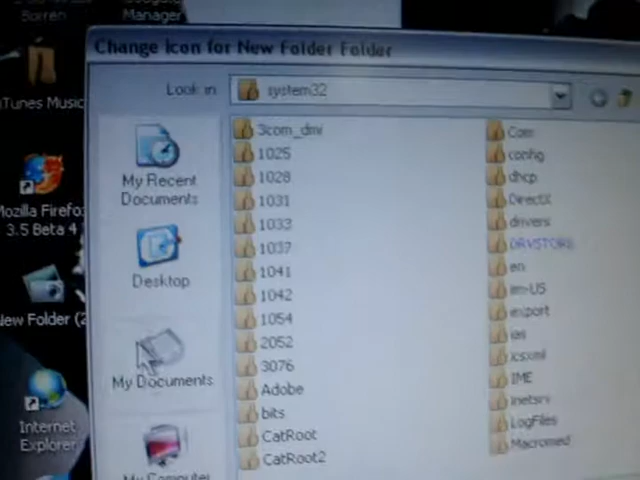 Manager
Change Icon for New Folder Folder
Look in
system32
iTunes Music
Mozilla Firefo
3.5 Beta 4
New Folder (2
Internet
Explorer
My Recent
Documents
Desktop
My Documents
My Computer
3com_dmi
1025
1028
1031
1033
1037
1041
1042
1054
2052
3076
Adobe
bits
CatRoot
CatRoot2
Com
config
dhcp
DirectX
drivers
DRVSTORE
en
en-US
export
ias
icsxml
IME
inetsrv
LogFiles
Macromed